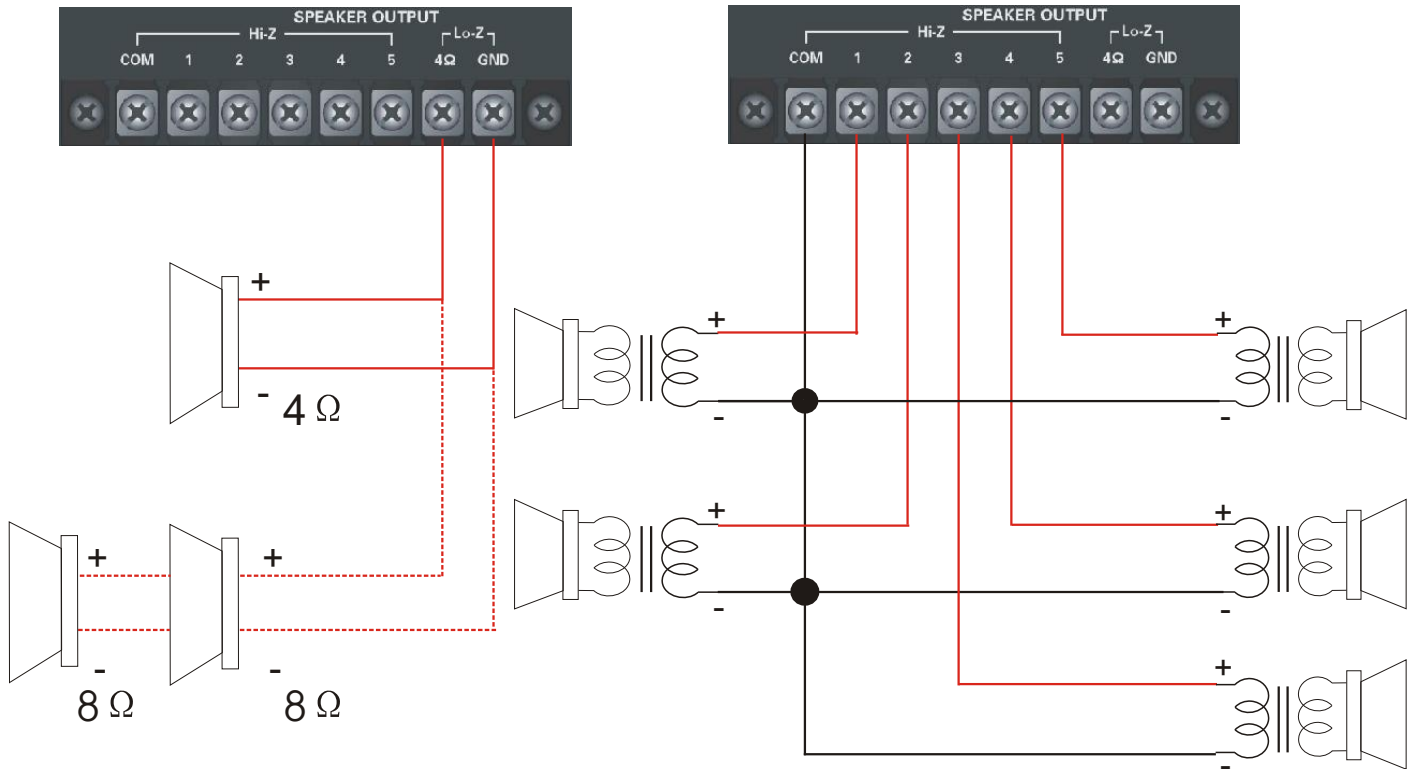 SPEAKER OUTPUT
Hi-Z Lo-Z
COM 1 2 3 4 5 4Ω GND
+
- 4 Ω
+ +
- -
8 Ω 8 Ω
SPEAKER OUTPUT
Hi-Z Lo-Z
COM 1 2 3 4 5 4Ω GND
+ +
- -
+ +
- -
+
-